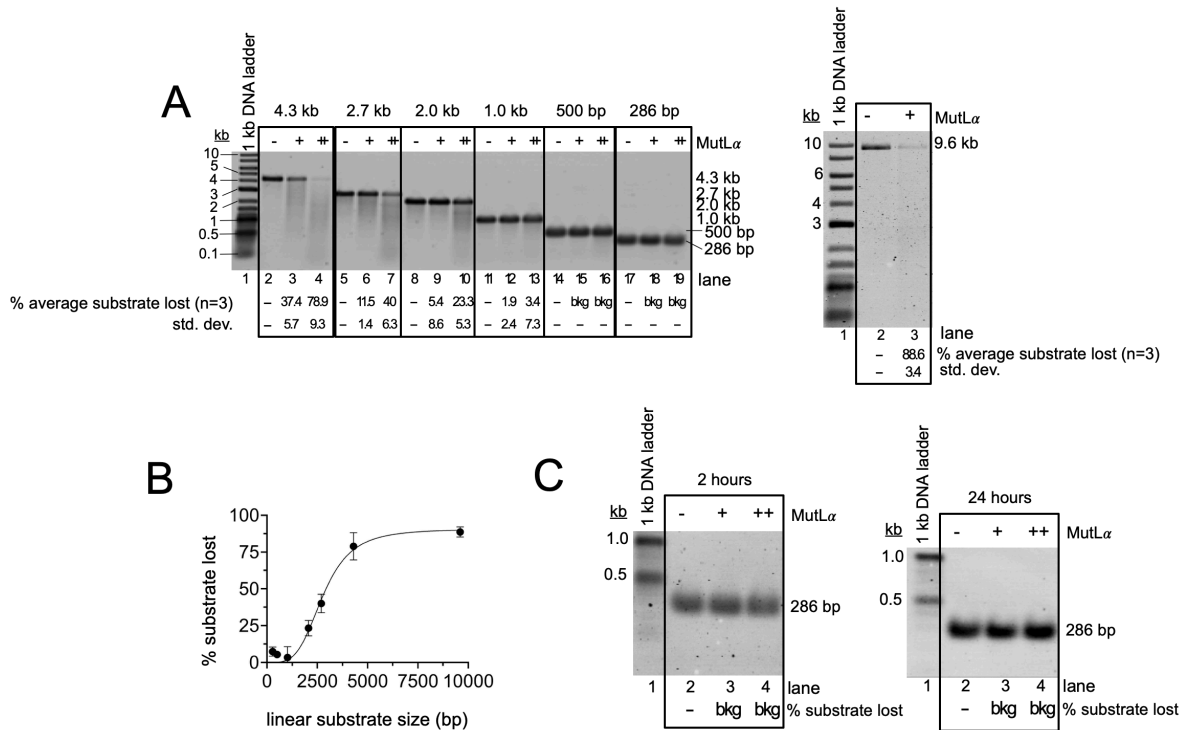 A
1 kb DNA ladder
4.3 kb 2.7 kb 2.0 kb 1.0 kb 500 bp 286 bp
kb - + ++ - + ++ - + ++ - + ++ - + ++ - + ++ MutLα
10
5
4
3
2
1
0.5
0.1
4.3 kb
2.7 kb
2.0 kb
1.0 kb
500 bp
286 bp
1 2 3 4 5 6 7 8 9 10 11 12 13 14 15 16 17 18 19 lane
% average substrate lost (n=3) – 37.4 78.9 – 11.5 40 – 5.4 23.3 – 1.9 3.4 – bkg bkg – bkg bkg
std. dev. – 5.7 9.3 – 1.4 6.3 – 8.6 5.3 – 2.4 7.3 – – – – – –
1 kb DNA ladder
kb - + MutLα
10
6
4
3
9.6 kb
1 2 3 lane
– 88.6 % average substrate lost (n=3)
– 3.4 std. dev.
B
% substrate lost
100
75
50
25
0
0 2500 5000 7500 10000
linear substrate size (bp)
C
1 kb DNA ladder
2 hours
kb - + ++ MutLα
1.0
0.5
286 bp
1 2 3 4 lane
– bkg bkg % substrate lost
1 kb DNA ladder
24 hours
kb - + ++ MutLα
1.0
0.5
286 bp
1 2 3 4 lane
– bkg bkg % substrate lost